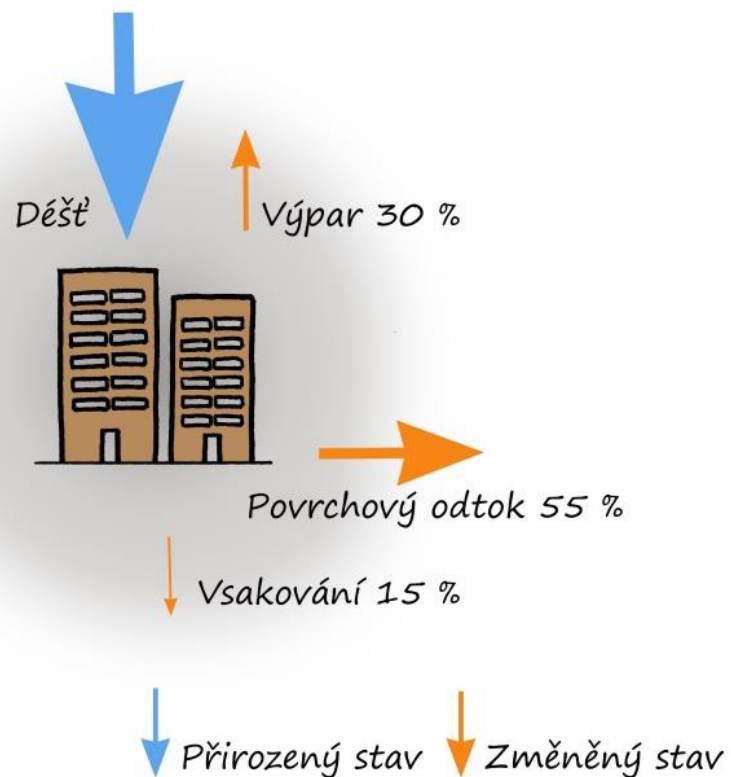 Déšť
Výpar 30 %
Povrchový odtok 55 %
Vsakování 15 %
Přirozený stav
Změněný stav